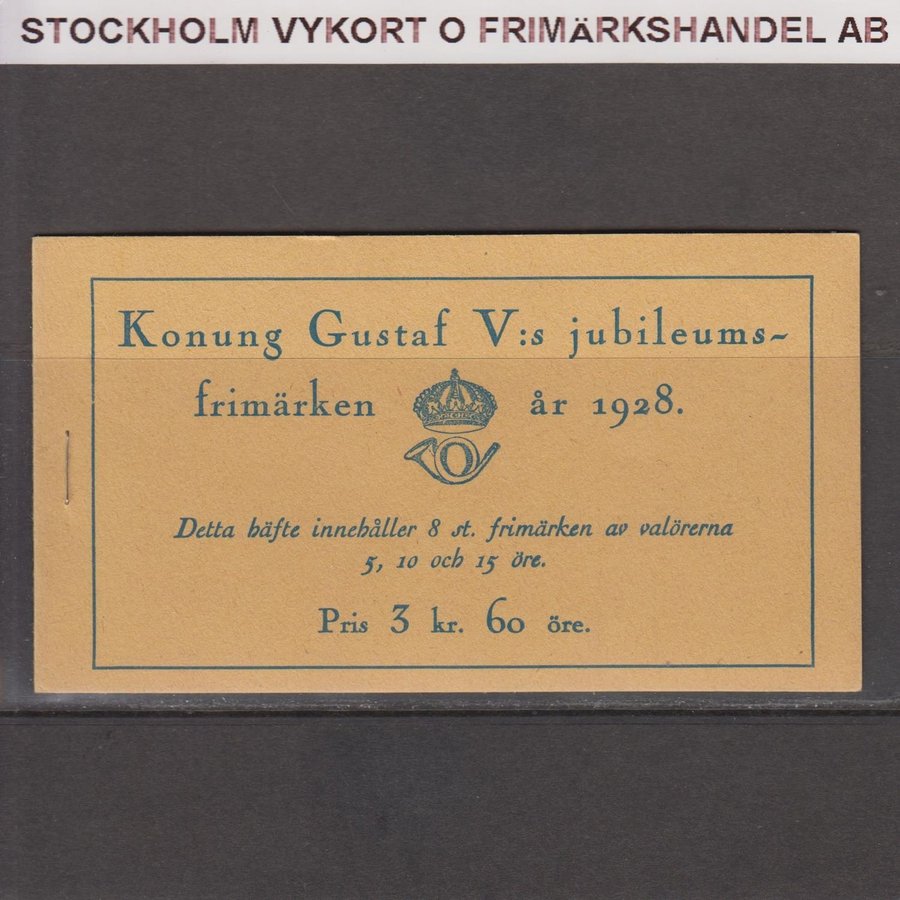 STOCKHOLM VYKORT O FRIMÄRKSHANDEL AB
Konung Gustaf V:s jubileums-
frimärken år 1928.
Detta häfte innehåller 8 st. frimärken av valörerna
5, 10 och 15 öre.
Pris 3 kr. 60 öre.